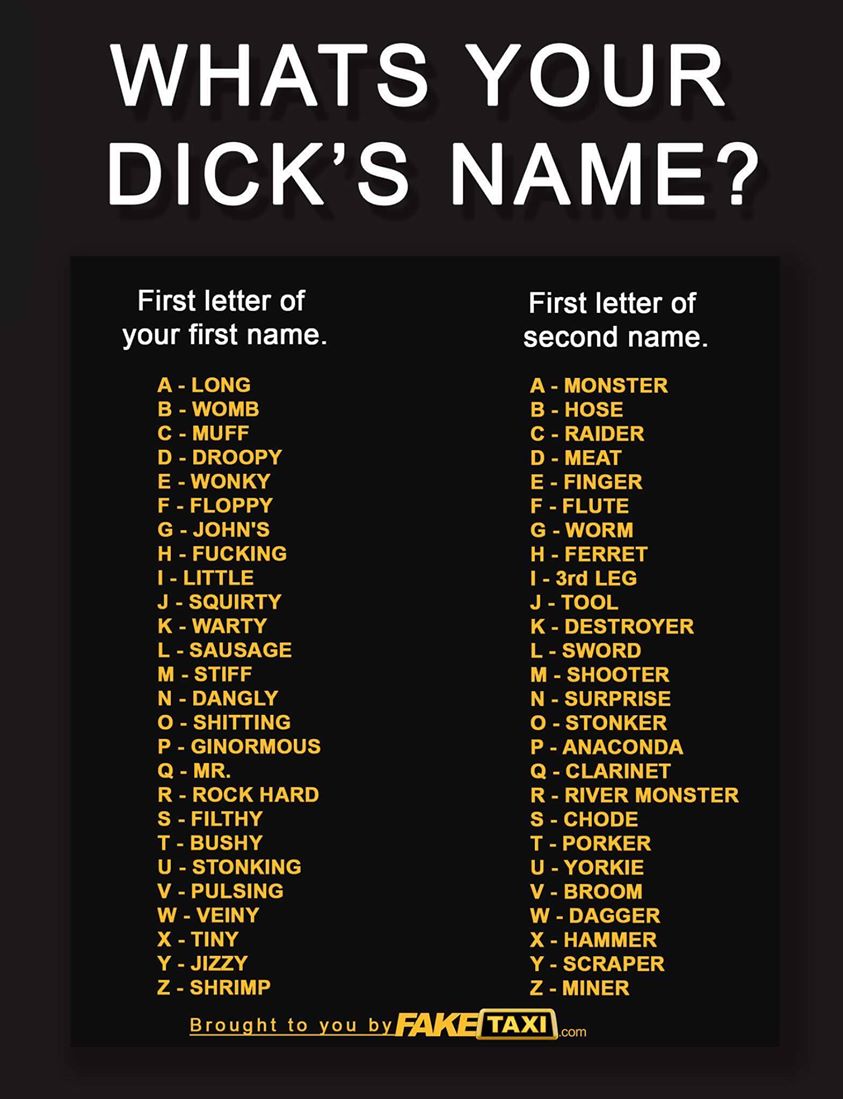 WHATS YOUR
DICK'S NAME?
First letter of
your first name.
A - LONG
B - WOMB
C - MUFF
D - DROOPY
E - WONKY
F - FLOPPY
G - JOHN'S
H - FUCKING
I - LITTLE
J - SQUIRTY
K - WARTY
L - SAUSAGE
M - STIFF
N - DANGLY
O - SHITTING
P - GINORMOUS
Q - MR.
R - ROCK HARD
S - FILTHY
T - BUSHY
U - STONKING
V - PULSING
W - VEINY
X - TINY
Y - JIZZY
Z - SHRIMP
First letter of
second name.
A - MONSTER
B - HOSE
C - RAIDER
D - MEAT
E - FINGER
F - FLUTE
G - WORM
H - FERRET
I - 3rd LEG
J - TOOL
K - DESTROYER
L - SWORD
M - SHOOTER
N - SURPRISE
O - STONKER
P - ANACONDA
Q - CLARINET
R - RIVER MONSTER
S - CHODE
T - PORKER
U - YORKIE
V - BROOM
W - DAGGER
X - HAMMER
Y - SCRAPER
Z - MINER
Brought to you by FAKE TAXI .com